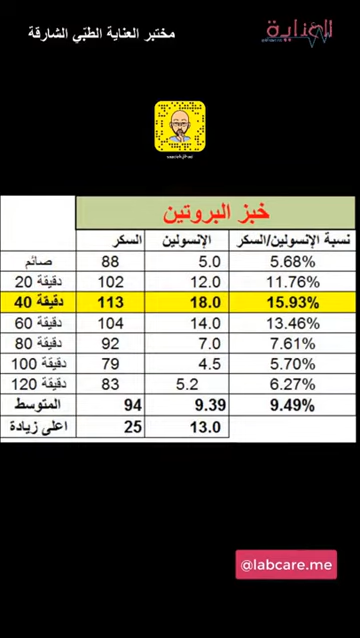 مختبر العناية الطبّي الشارقة
العناية
خبز البروتين
السكر الإنسولين نسبة الإنسولين/السكر
صائم 88 5.0 5.68%
20 دقيقة 102 12.0 11.76%
40 دقيقة 113 18.0 15.93%
60 دقيقة 104 14.0 13.46%
80 دقيقة 92 7.0 7.61%
100 دقيقة 79 4.5 5.70%
120 دقيقة 83 5.2 6.27%
المتوسط 94 9.39 9.49%
اعلى زيادة 25 13.0
@labcare.me